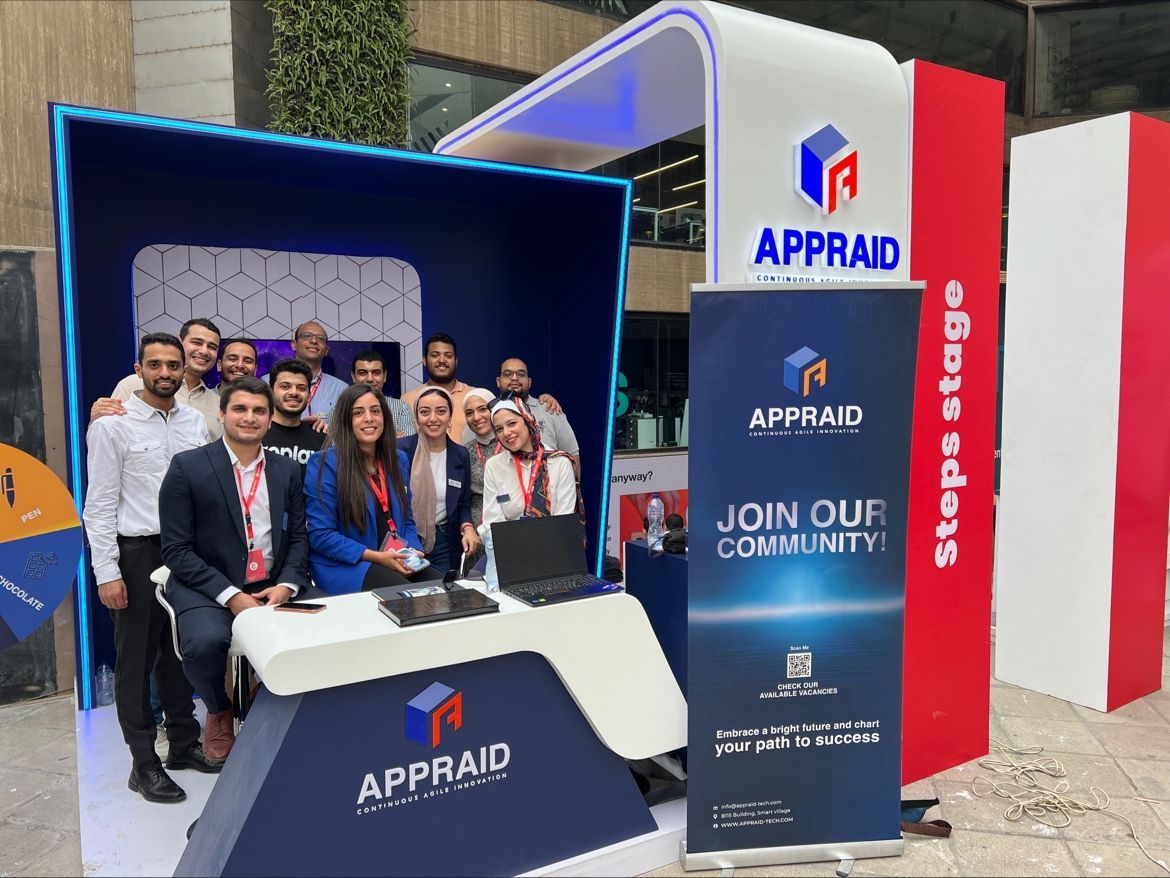 APPRAID
CONTINUOUS AGILE
Steps stage
APPRAID
CONTINUOUS AGILE INNOVATION
JOIN OUR
COMMUNITY!
Scan Me
CHECK OUR
AVAILABLE VACANCIES
Embrace a bright future and chart
your path to success
info@appraid-tech.com
B115 Building, Smart village
WWW.APPRAID-TECH.COM
anyway?
PEN
CHOCOLATE
APPRAID
CONTINUOUS AGILE INNOVATION